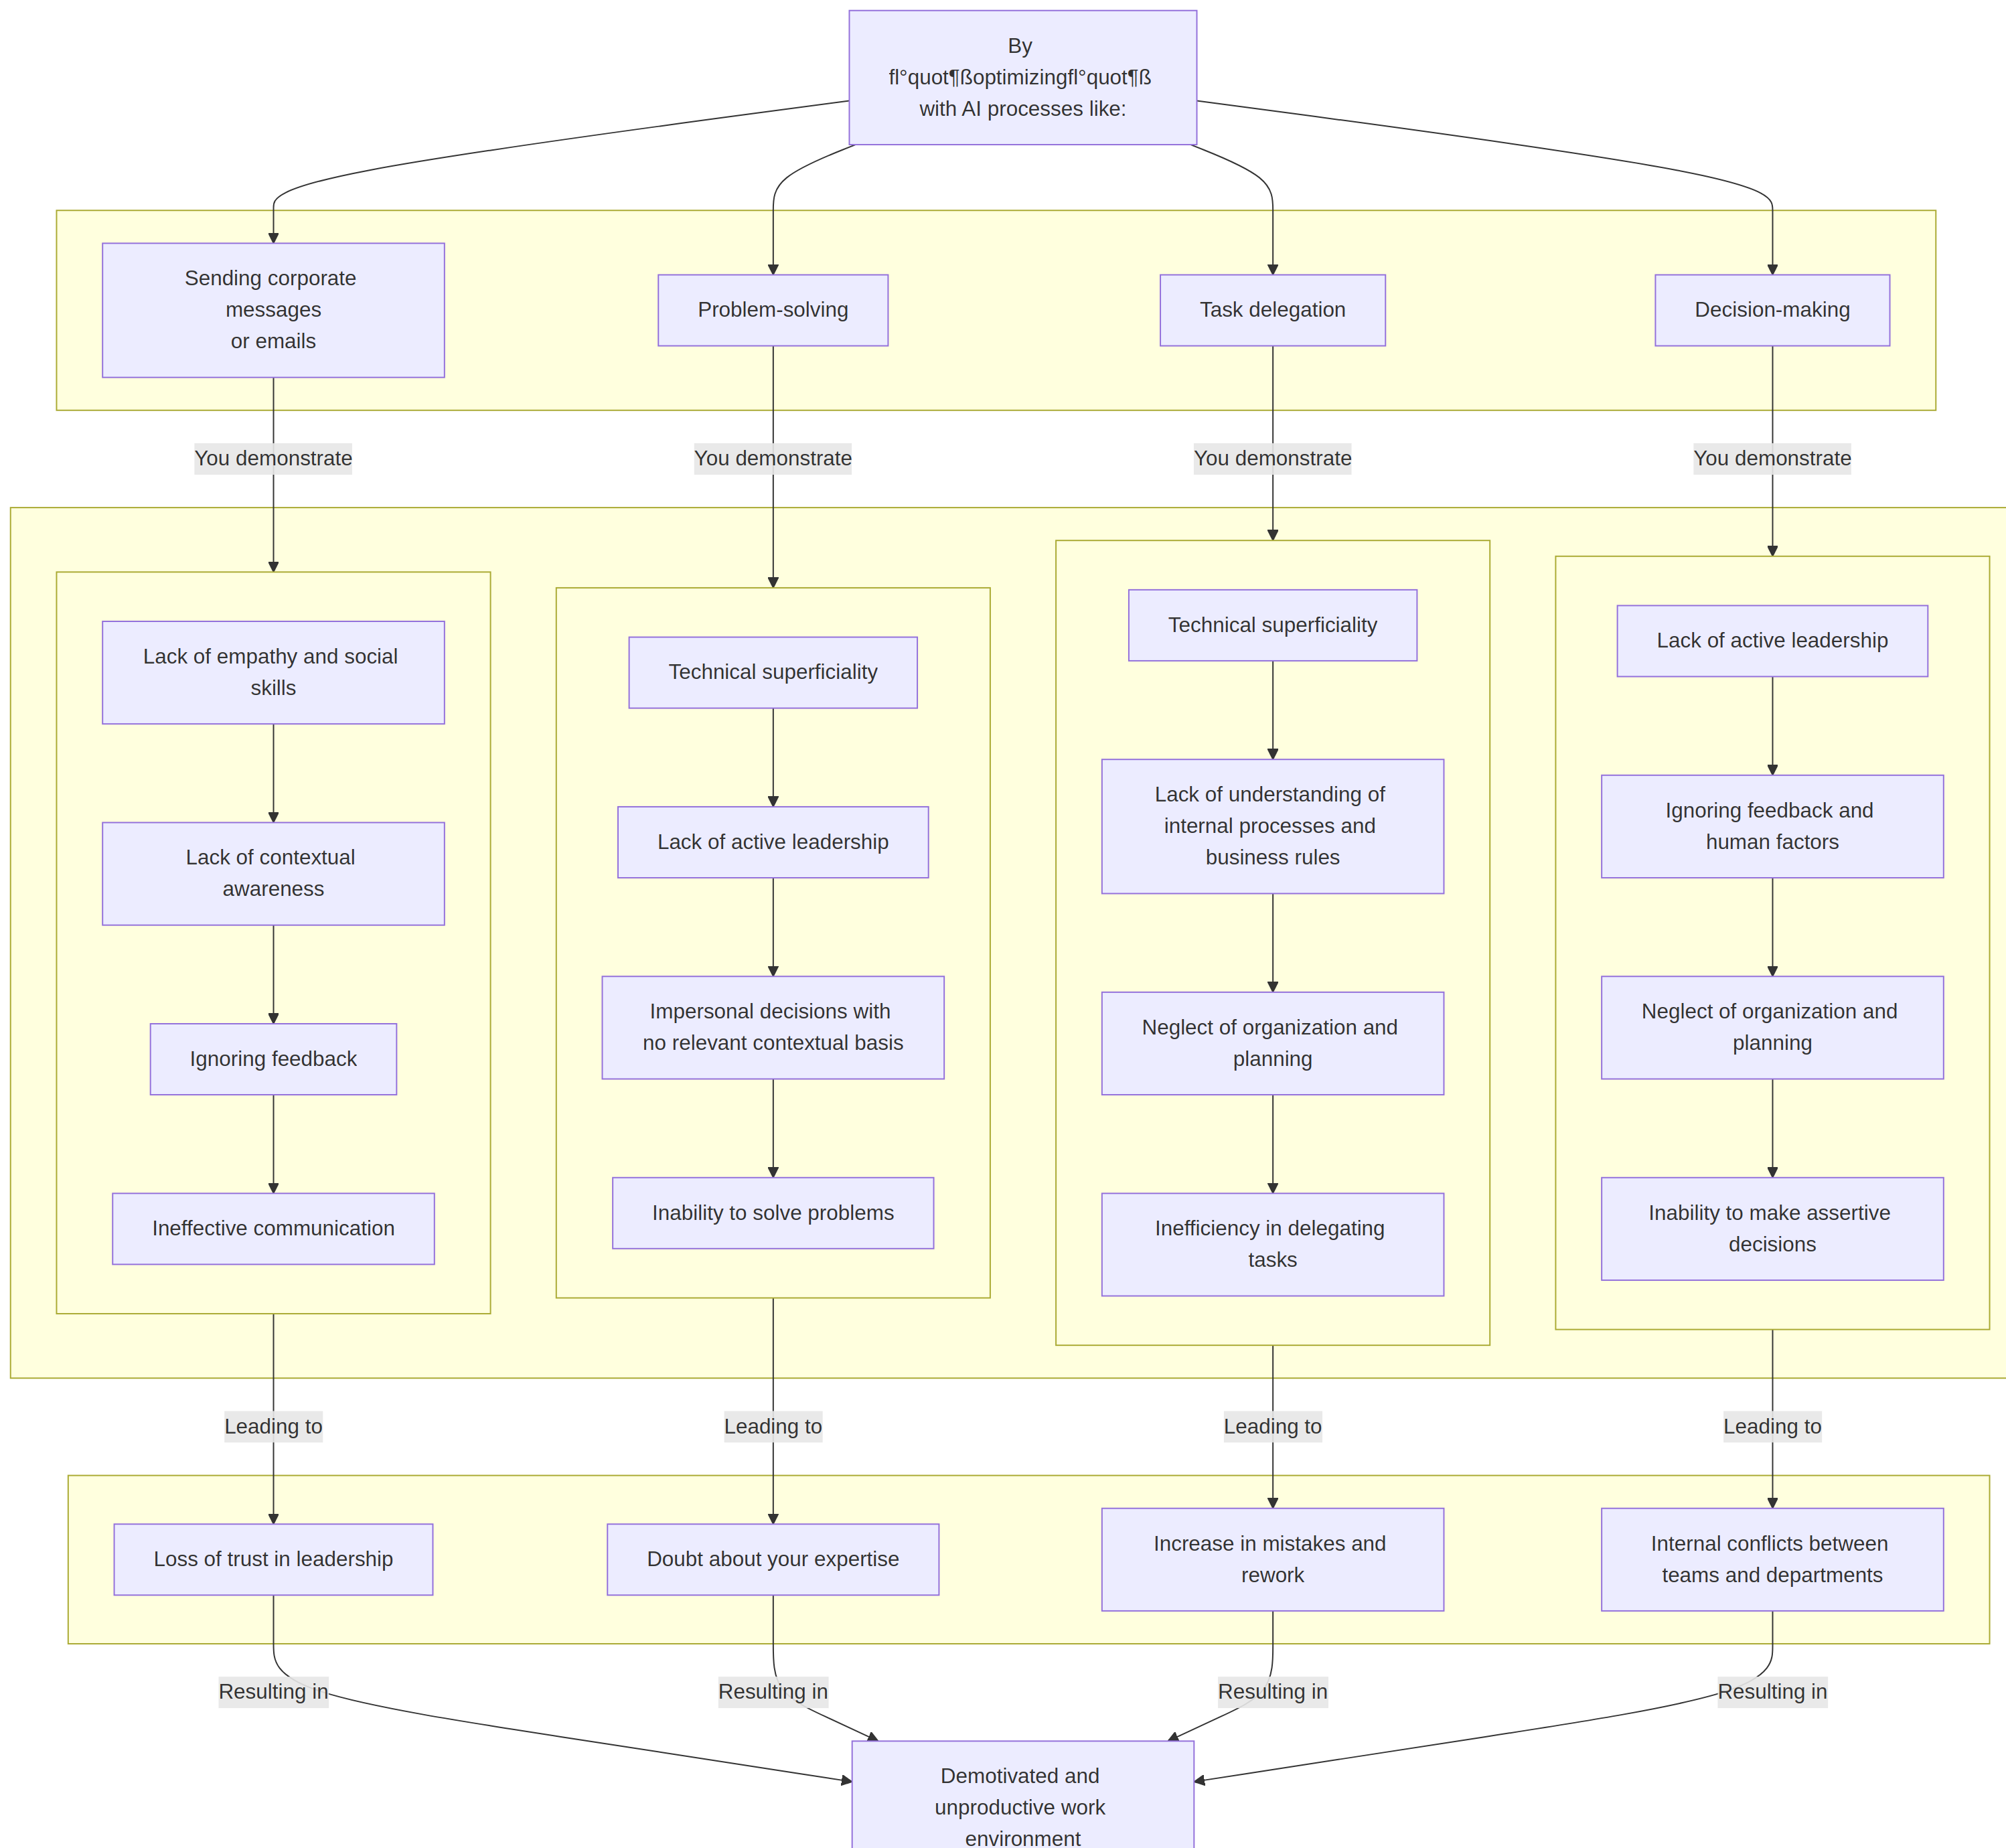 By
fl°quot¶ßoptimizingfl°quot¶ß
with AI processes like:
Sending corporate
messages
or emails
Problem-solving
Task delegation
Decision-making
You demonstrate
You demonstrate
You demonstrate
You demonstrate
Lack of empathy and social
skills
Lack of contextual
awareness
Ignoring feedback
Ineffective communication
Technical superficiality
Lack of active leadership
Impersonal decisions with
no relevant contextual basis
Inability to solve problems
Technical superficiality
Lack of understanding of
internal processes and
business rules
Neglect of organization and
planning
Inefficiency in delegating
tasks
Lack of active leadership
Ignoring feedback and
human factors
Neglect of organization and
planning
Inability to make assertive
decisions
Leading to
Leading to
Leading to
Leading to
Loss of trust in leadership
Doubt about your expertise
Increase in mistakes and
rework
Internal conflicts between
teams and departments
Resulting in
Resulting in
Resulting in
Resulting in
Demotivated and
unproductive work
environment